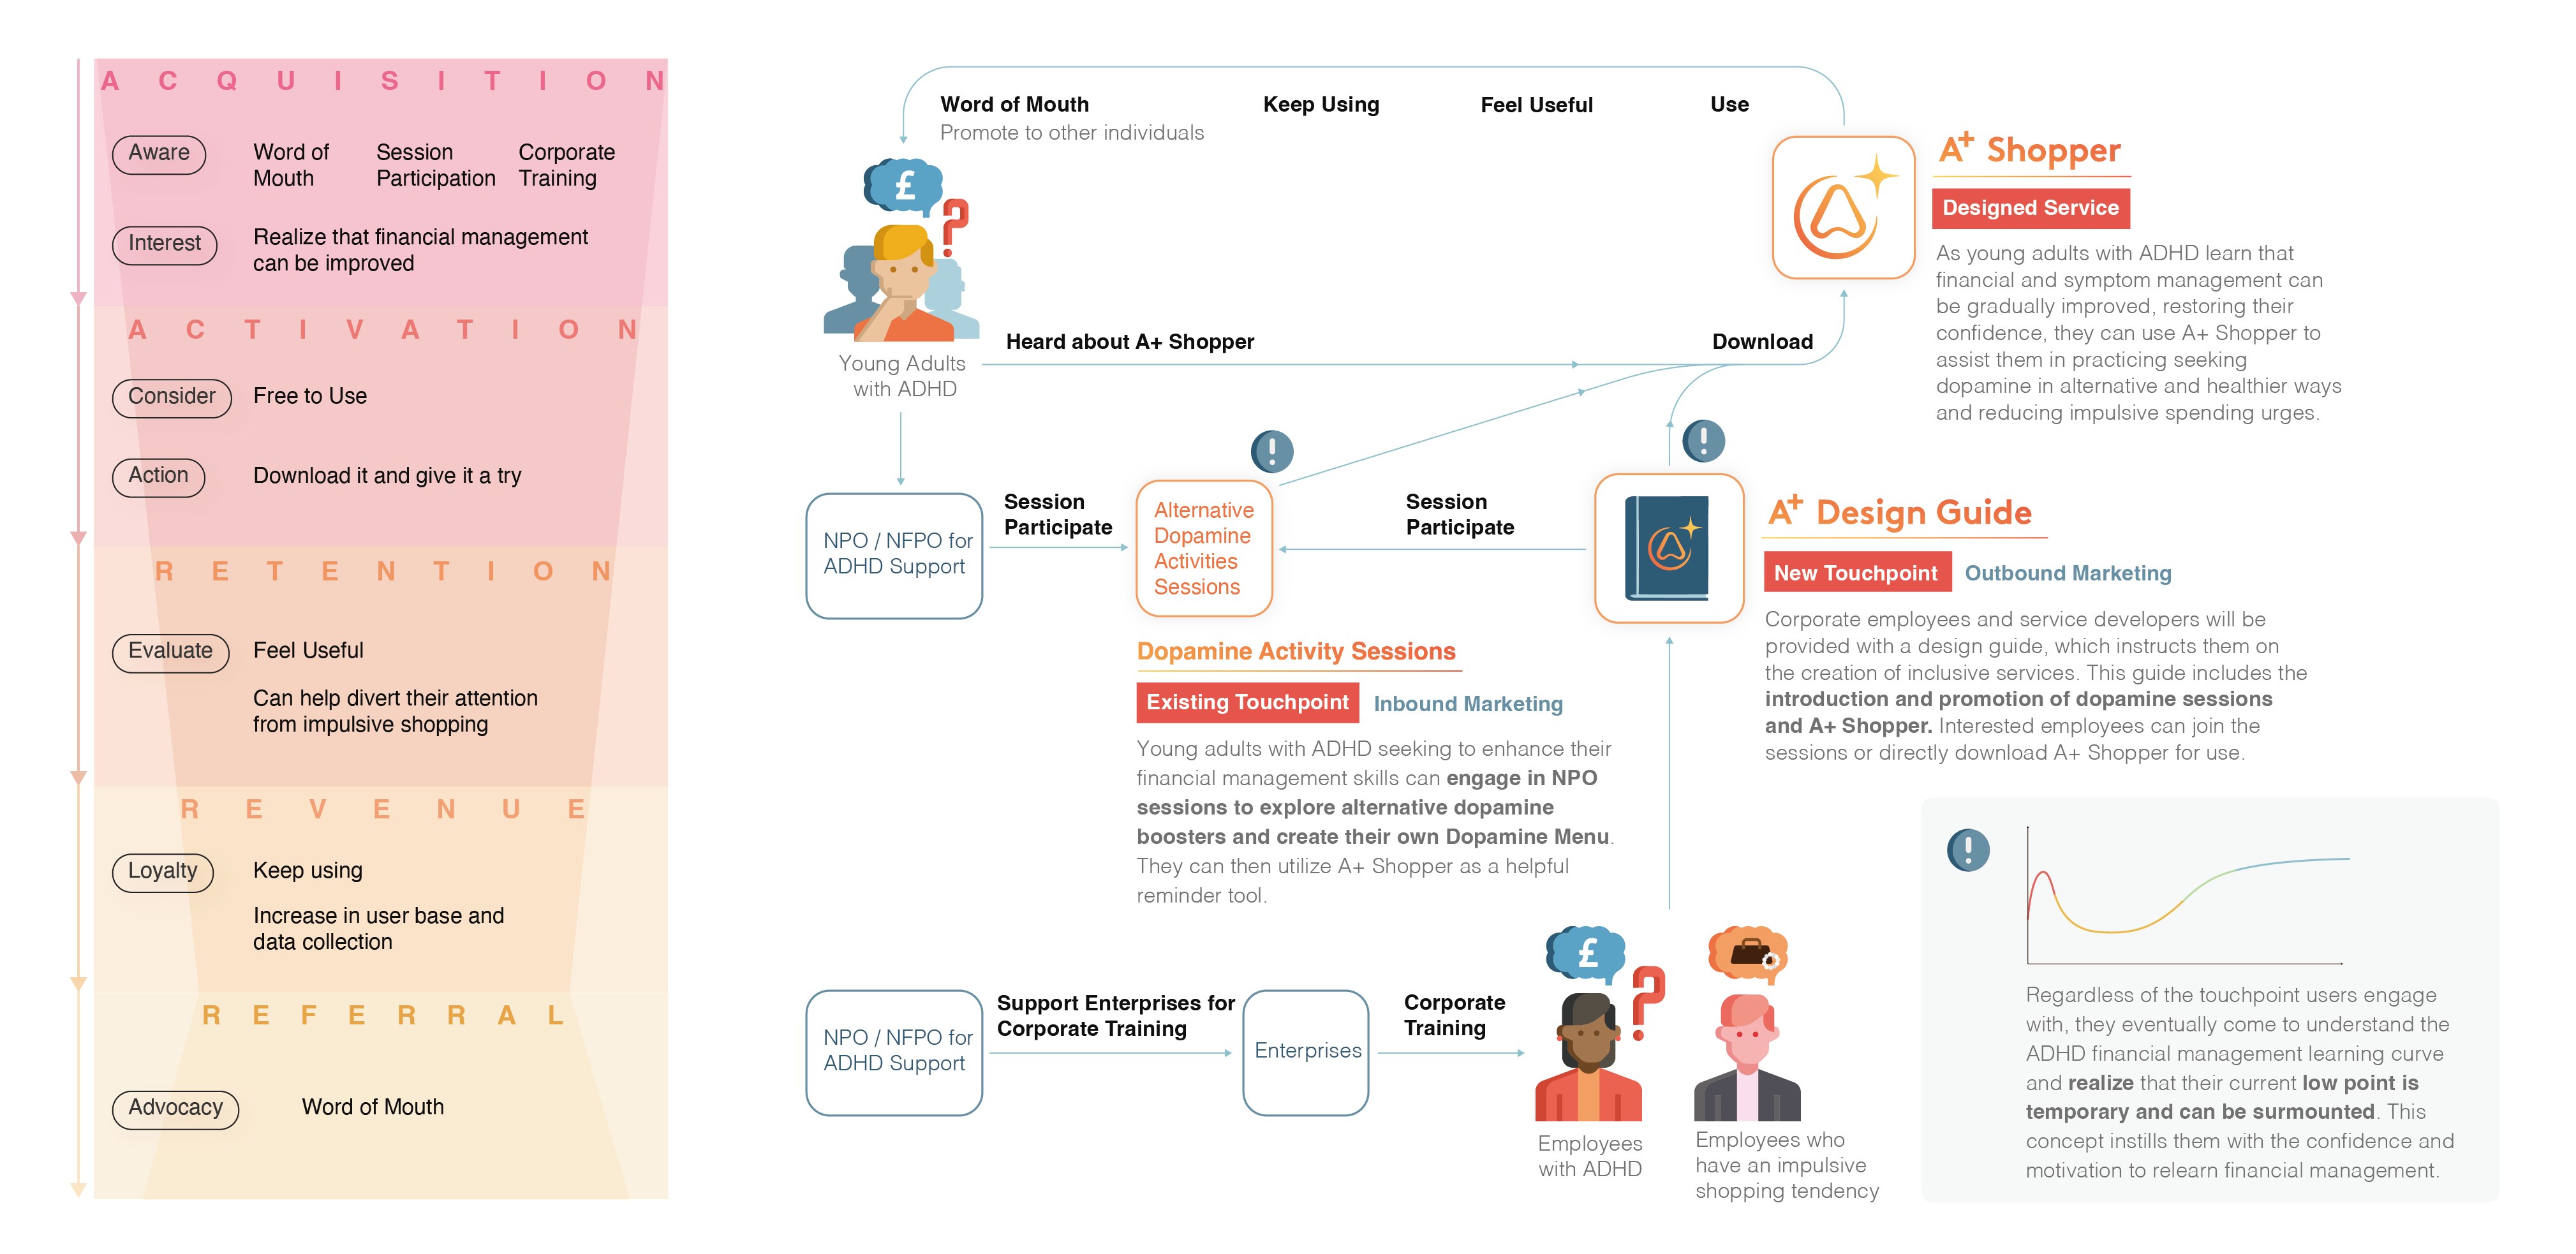 ACQUISITION
Aware
Word of
Mouth
Session
Participation
Corporate
Training
Interest
Realize that financial management
can be improved
ACTIVATION
Consider
Free to Use
Action
Download it and give it a try
RETENTION
Evaluate
Feel Useful
Can help divert their attention
from impulsive shopping
REVENUE
Loyalty
Keep using
Increase in user base and
data collection
REFERRAL
Advocacy
Word of Mouth
Word of Mouth
Promote to other individuals
Keep Using
Feel Useful
Use
£
?
Young Adults
with ADHD
Heard about A+ Shopper
Download
A+ Shopper
Designed Service
As young adults with ADHD learn that
financial and symptom management can
be gradually improved, restoring their
confidence, they can use A+ Shopper to
assist them in practicing seeking
dopamine in alternative and healthier ways
and reducing impulsive spending urges.
NPO / NFPO for
ADHD Support
Session
Participate
!
Alternative
Dopamine
Activities
Sessions
Session
Participate
!
A+ Design Guide
New Touchpoint
Outbound Marketing
Corporate employees and service developers will be
provided with a design guide, which instructs them on
the creation of inclusive services. This guide includes the
introduction and promotion of dopamine sessions
and A+ Shopper. Interested employees can join the
sessions or directly download A+ Shopper for use.
Dopamine Activity Sessions
Existing Touchpoint
Inbound Marketing
Young adults with ADHD seeking to enhance their
financial management skills can engage in NPO
sessions to explore alternative dopamine
boosters and create their own Dopamine Menu.
They can then utilize A+ Shopper as a helpful
reminder tool.
NPO / NFPO for
ADHD Support
Support Enterprises for
Corporate Training
Enterprises
Corporate
Training
£
?
Employees
with ADHD
Employees who
have an impulsive
shopping tendency
!
Regardless of the touchpoint users engage
with, they eventually come to understand the
ADHD financial management learning curve
and realize that their current low point is
temporary and can be surmounted. This
concept instills them with the confidence and
motivation to relearn financial management.